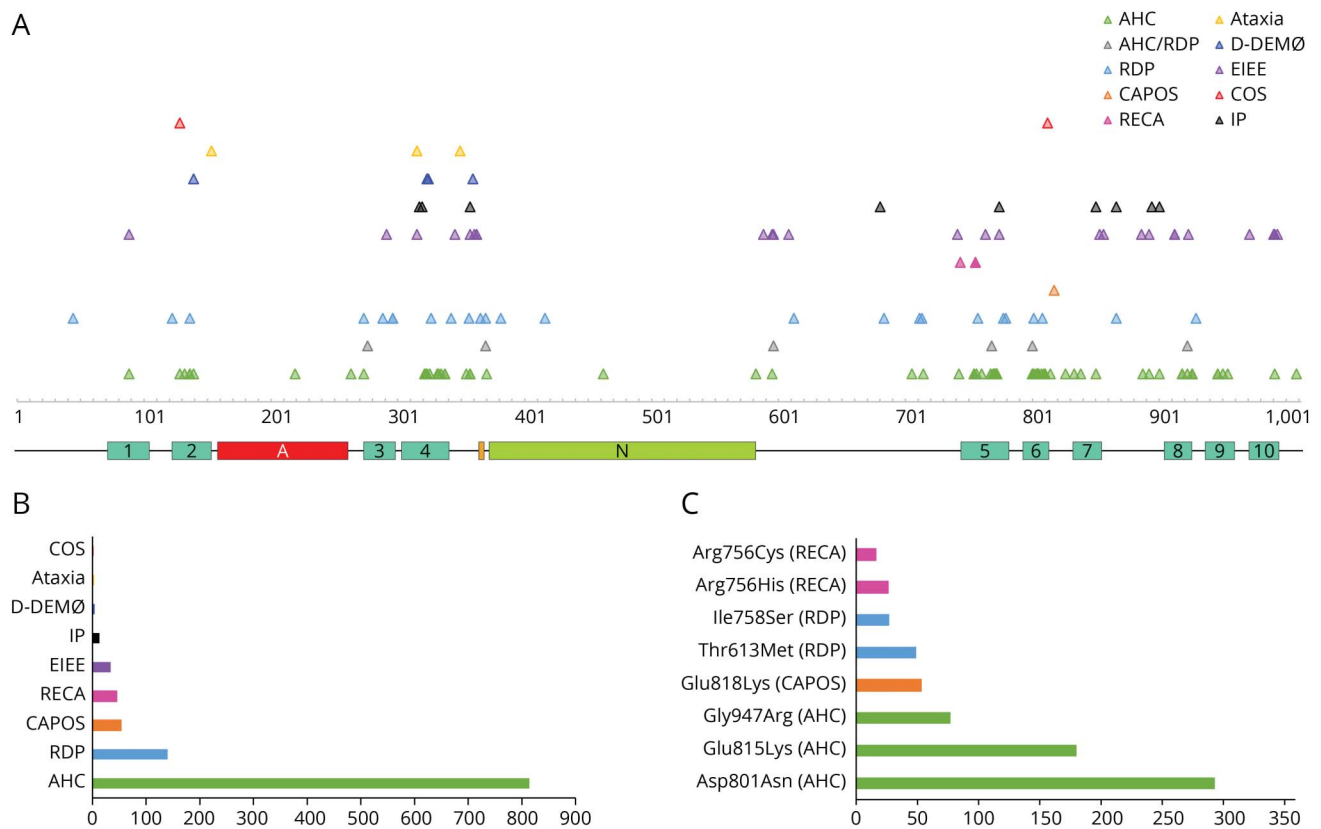 A
AHC
AHC/RDP
RDP
CAPOS
RECA
Ataxia
D-DEMØ
EIEE
COS
IP
1 101 201 301 401 501 601 701 801 901 1,001
1 2 A 3 4 N 5 6 7 8 9 10
B
COS
Ataxia
D-DEMØ
IP
EIEE
RECA
CAPOS
RDP
AHC
0 100 200 300 400 500 600 700 800 900
C
Arg756Cys (RECA)
Arg756His (RECA)
Ile758Ser (RDP)
Thr613Met (RDP)
Glu818Lys (CAPOS)
Gly947Arg (AHC)
Glu815Lys (AHC)
Asp801Asn (AHC)
0 50 100 150 200 250 300 350